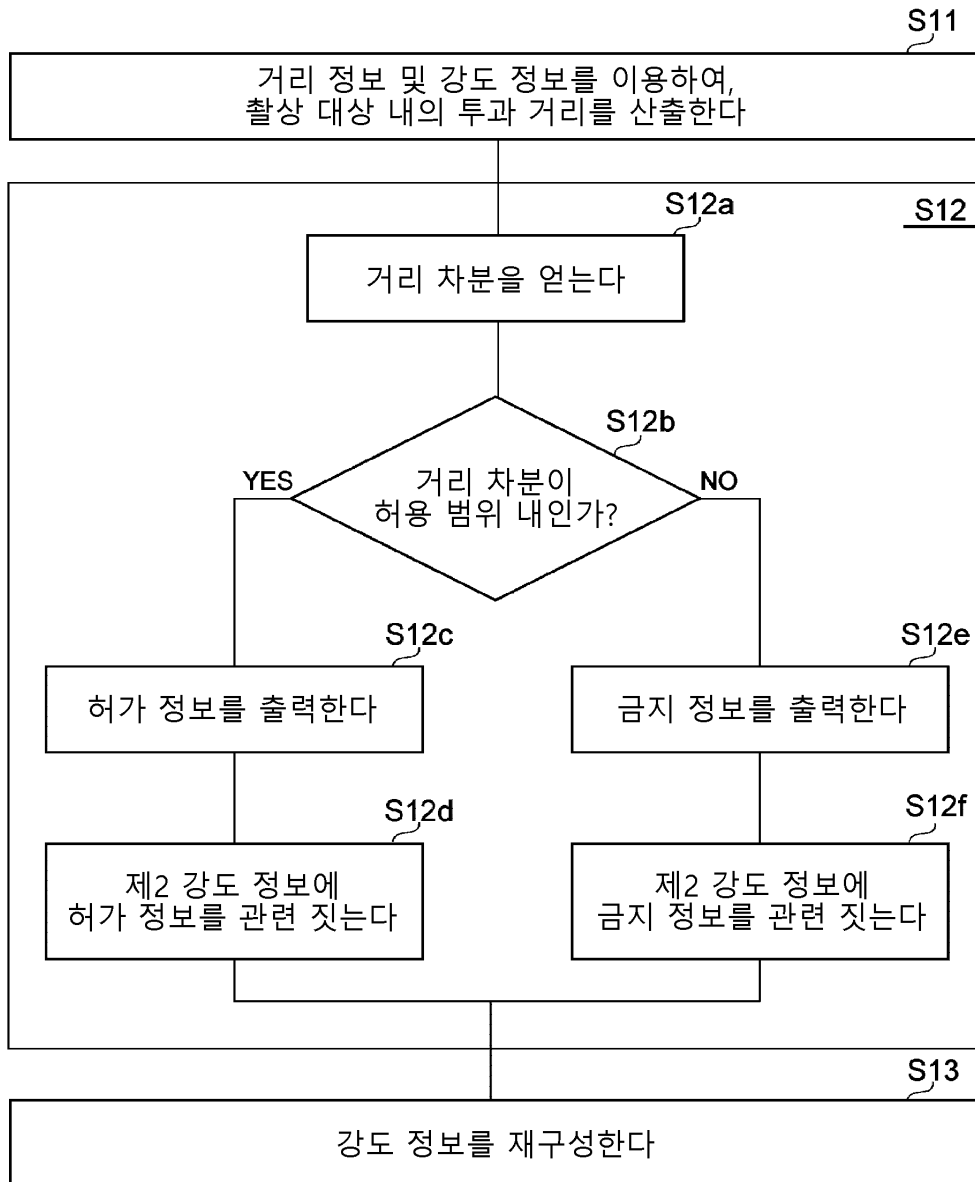 S11
거리 정보 및 강도 정보를 이용하여,
촬상 대상 내의 투과 거리를 산출한다
S12
S12a
거리 차분을 얻는다
S12b
거리 차분이
허용 범위 내인가?
YES
NO
S12c
허가 정보를 출력한다
S12e
금지 정보를 출력한다
S12d
제2 강도 정보에
허가 정보를 관련 짓는다
S12f
제2 강도 정보에
금지 정보를 관련 짓는다
S13
강도 정보를 재구성한다